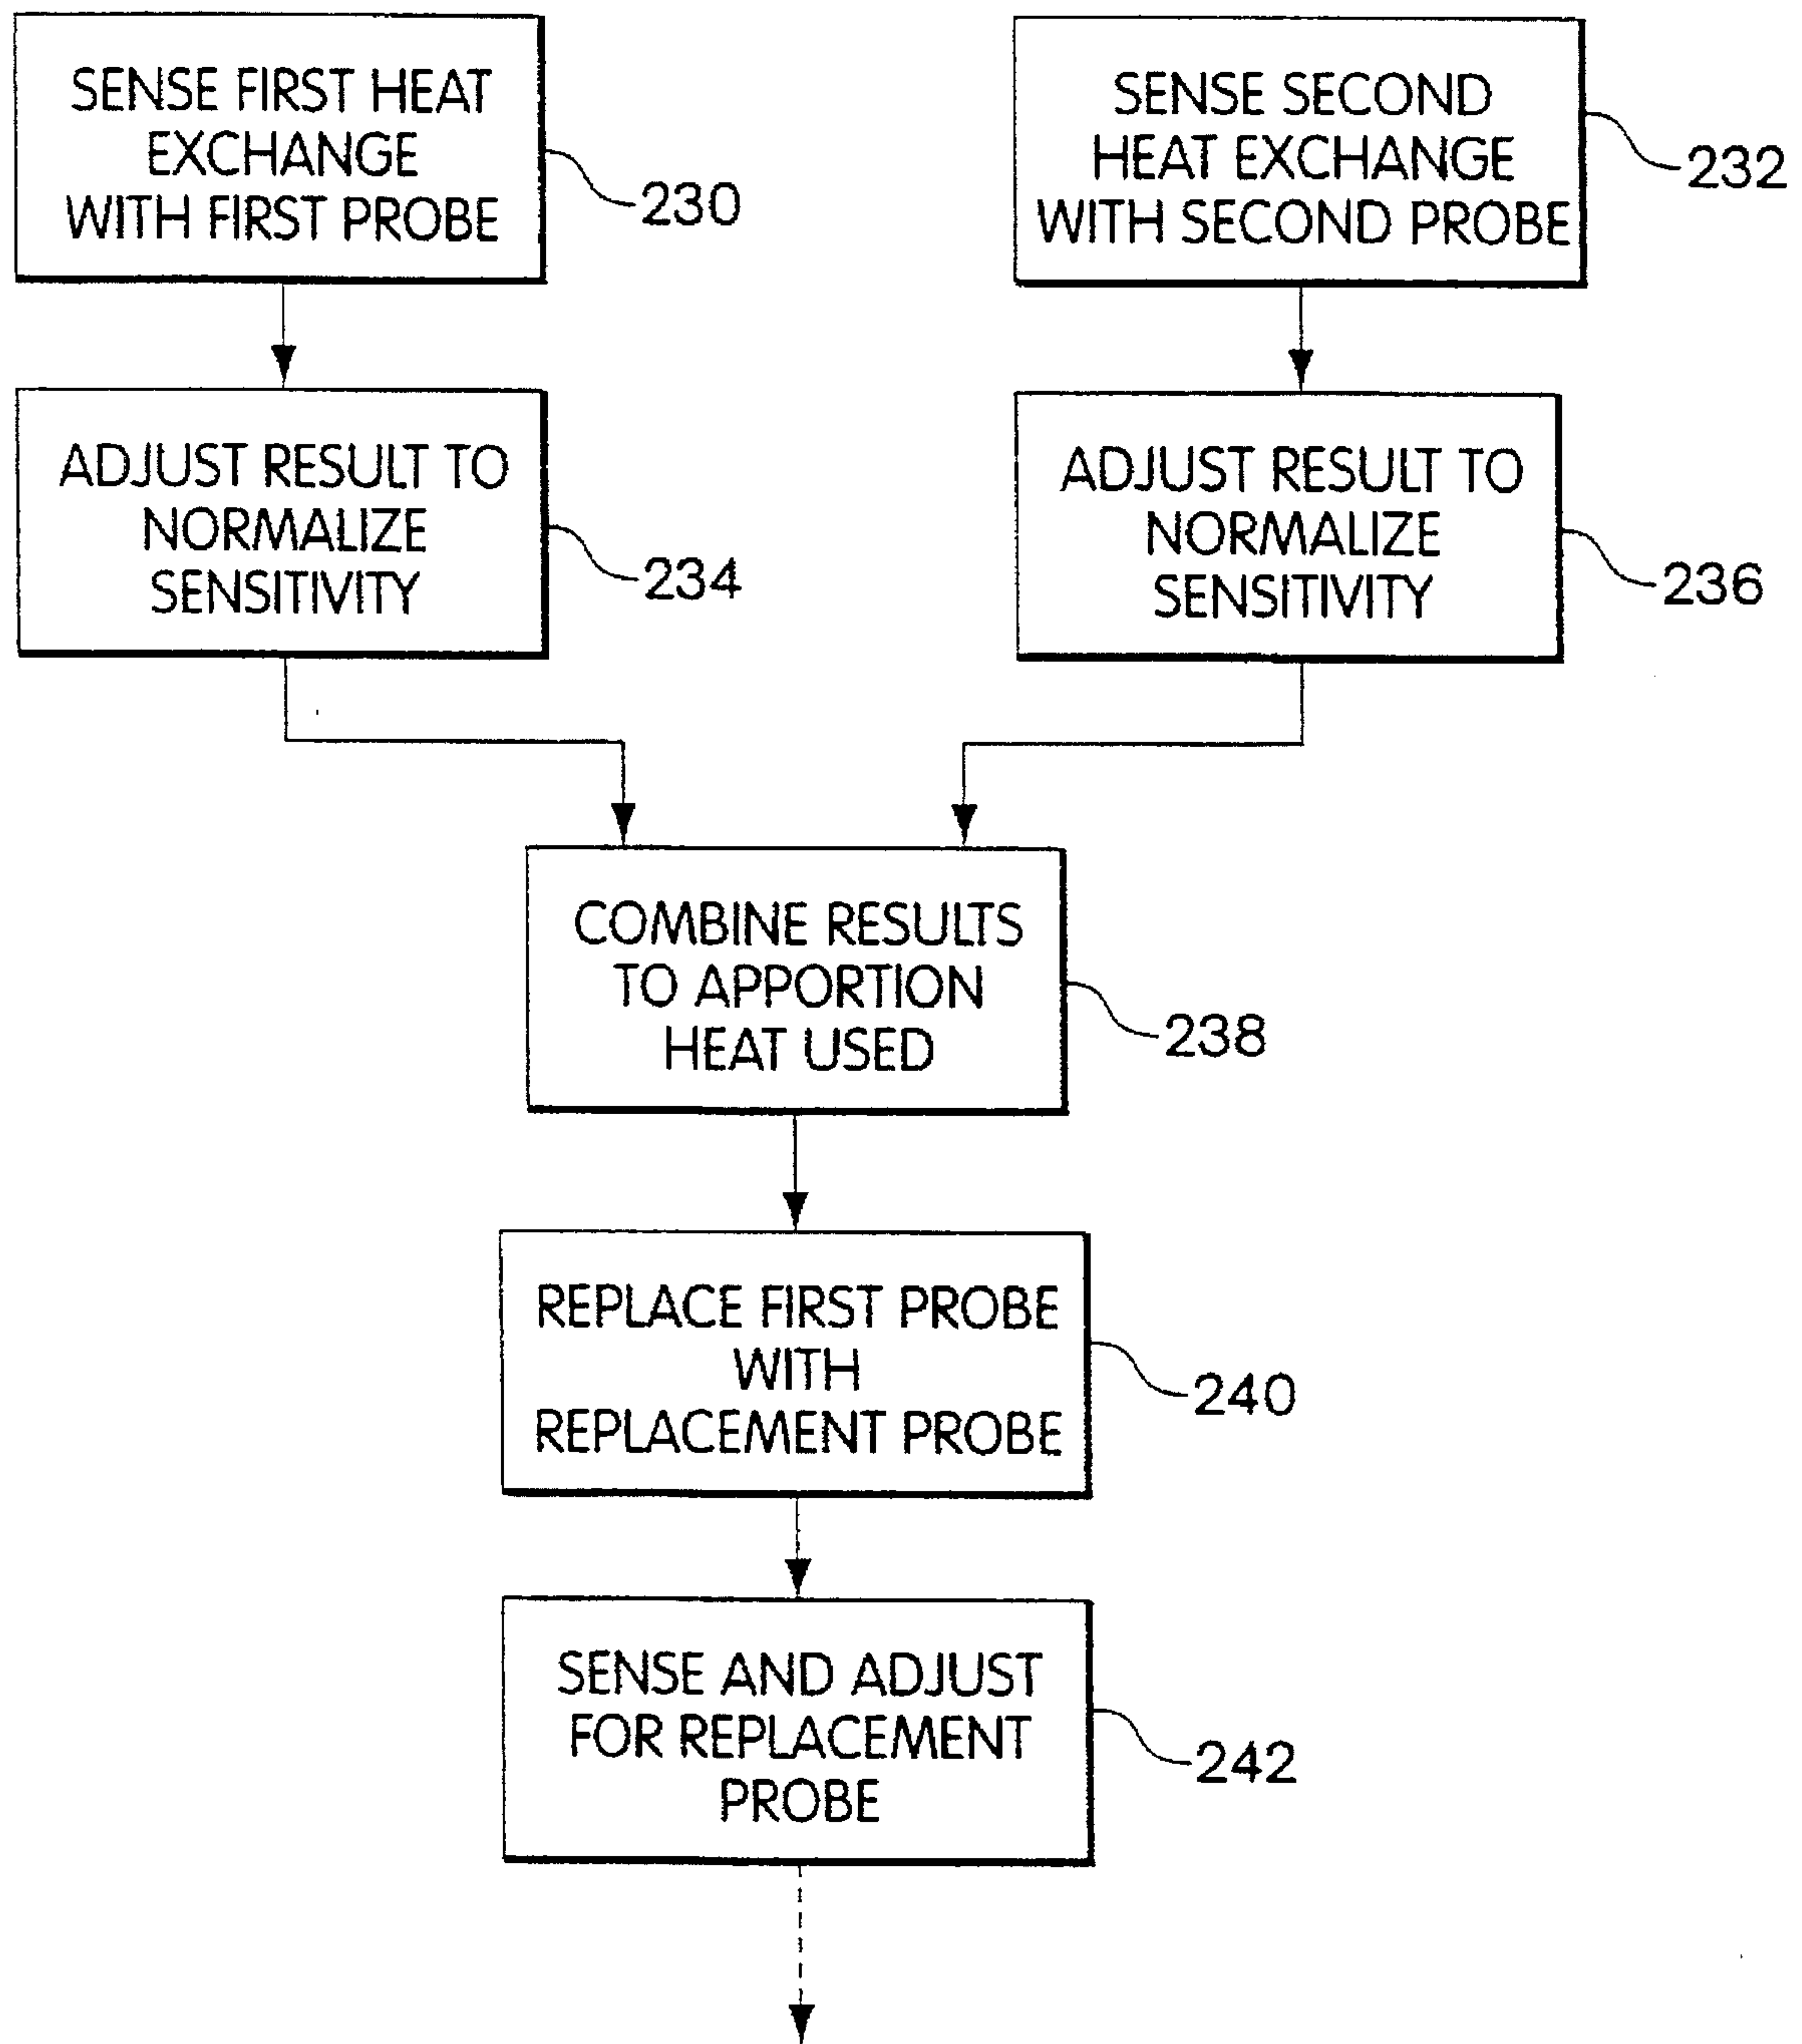 SENSE FIRST HEAT
EXCHANGE
WITH FIRST PROBE
230
SENSE SECOND
HEAT EXCHANGE
WITH SECOND PROBE
232
ADJUST RESULT TO
NORMALIZE
SENSITIVITY
234
ADJUST RESULT TO
NORMALIZE
SENSITIVITY
236
COMBINE RESULTS
TO APPORTION
HEAT USED
238
REPLACE FIRST PROBE
WITH
REPLACEMENT PROBE
240
SENSE AND ADJUST
FOR REPLACEMENT
PROBE
242